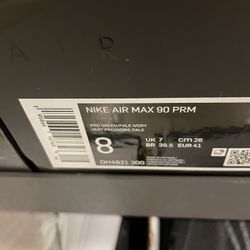 AIR
NIKE AIR MAX 90 PRM
PRO GREEN/PALE IVORY
VERT PRO/IVOIRE PALE
8
UK 7
CM 26
BR 39.5
EUR 41
DH4621 300